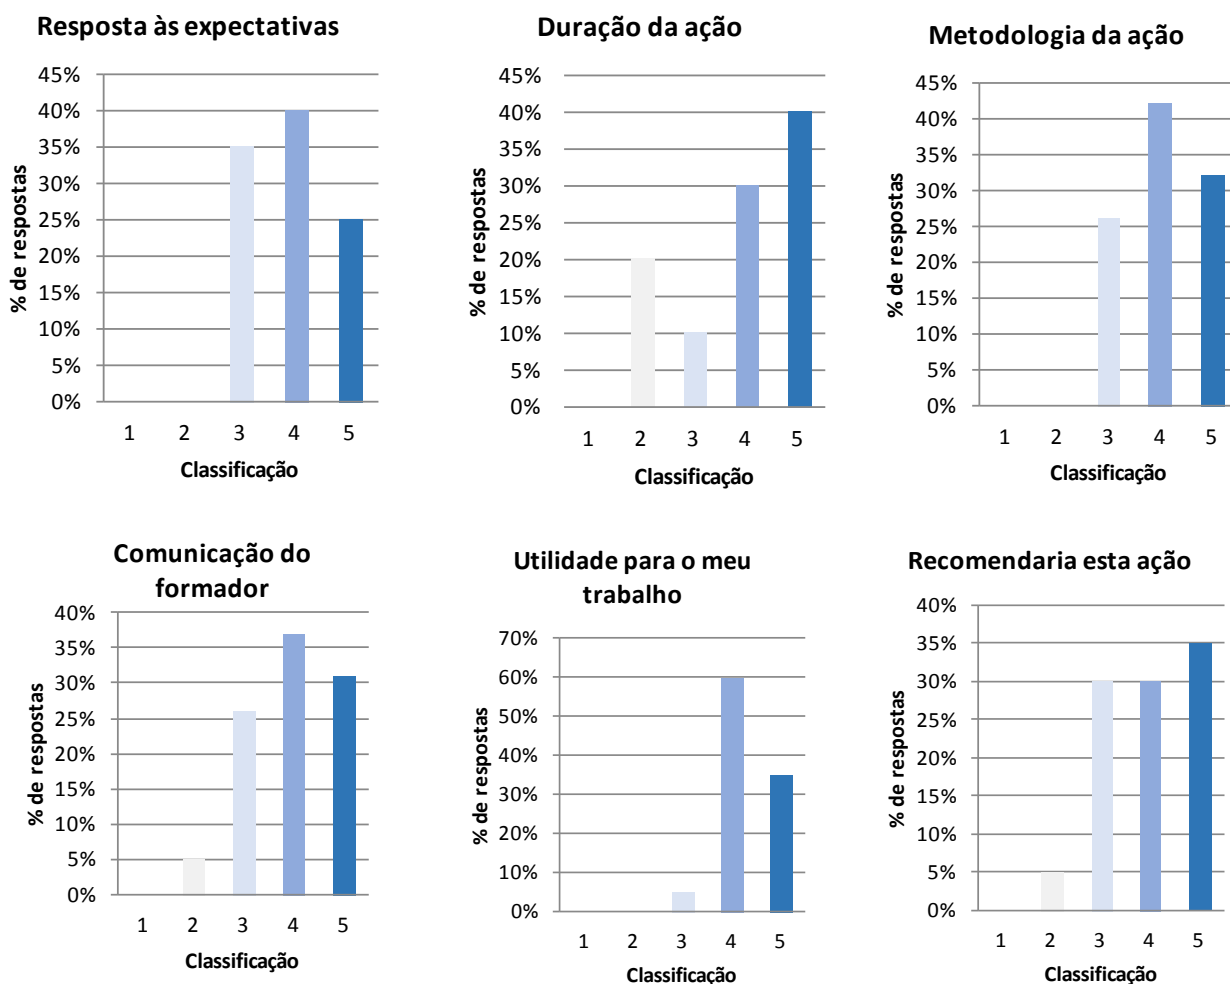 Resposta às expectativas
45%
40%
35%
30%
25%
20%
15%
10%
5%
0%
% de respostas
1 2 3 4 5
Classificação
Duração da ação
45%
40%
35%
30%
25%
20%
15%
10%
5%
0%
% de respostas
1 2 3 4 5
Classificação
Metodologia da ação
45%
40%
35%
30%
25%
20%
15%
10%
5%
0%
% de respostas
1 2 3 4 5
Classificação
Comunicação do
formador
40%
35%
30%
25%
20%
15%
10%
5%
0%
% de respostas
1 2 3 4 5
Classificação
Utilidade para o meu
trabalho
70%
60%
50%
40%
30%
20%
10%
0%
% de respostas
1 2 3 4 5
Classificação
Recomendaria esta ação
40%
35%
30%
25%
20%
15%
10%
5%
0%
% de respostas
1 2 3 4 5
Classificação